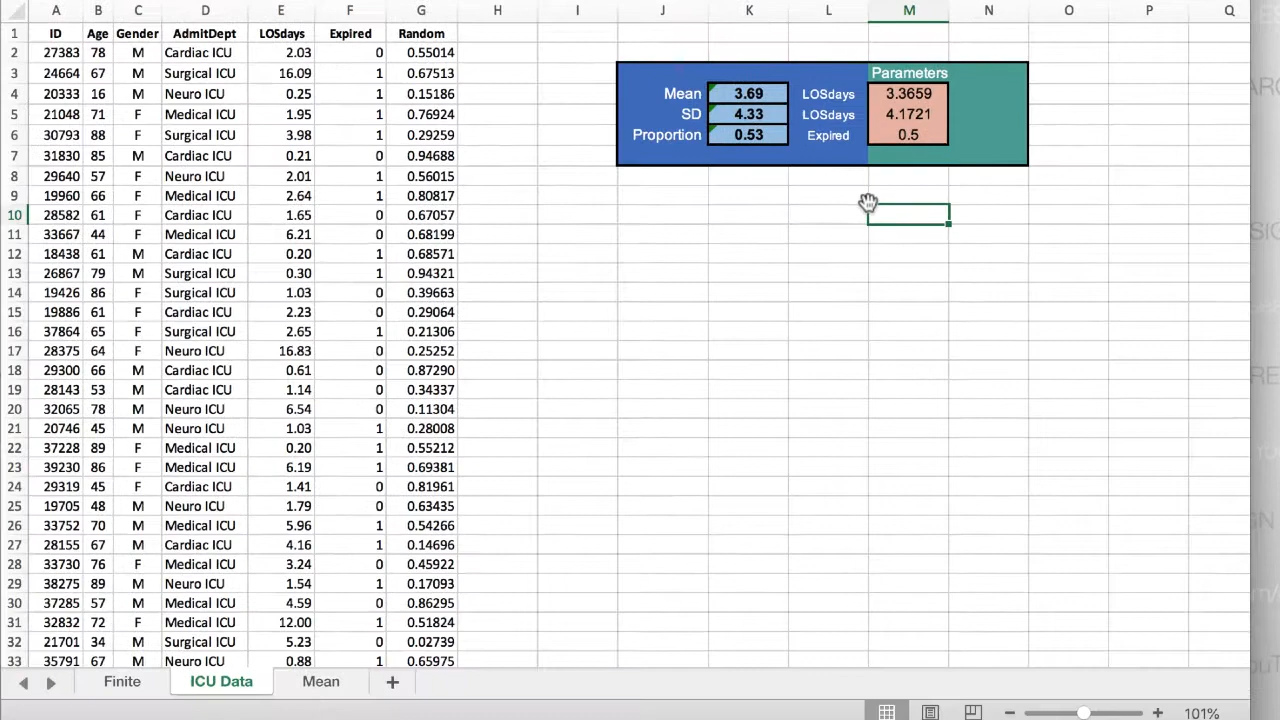 A B C D E F G H I J K L M N O P Q
1 ID Age Gender AdmitDept LOSdays Expired Random
2 27383 78 M Cardiac ICU 2.03 0 0.55014
3 24664 67 M Surgical ICU 16.09 1 0.67513 Parameters
4 20333 16 M Neuro ICU 0.25 1 0.15186 Mean 3.69 LOSdays 3.3659
5 21048 71 F Medical ICU 1.95 1 0.76924 SD 4.33 LOSdays 4.1721
6 30793 88 F Surgical ICU 3.98 1 0.29259 Proportion 0.53 Expired 0.5
7 31830 85 M Cardiac ICU 0.21 0 0.94688
8 29640 57 F Neuro ICU 2.01 1 0.56015
9 19960 66 F Medical ICU 2.64 1 0.80817
10 28582 61 F Cardiac ICU 1.65 0 0.67057
11 33667 44 F Medical ICU 6.21 0 0.68199
12 18438 61 M Cardiac ICU 0.20 1 0.68571
13 26867 79 M Surgical ICU 0.30 1 0.94321
14 19426 86 F Surgical ICU 1.03 0 0.39663
15 19886 61 F Cardiac ICU 2.23 0 0.29064
16 37864 65 F Surgical ICU 2.65 1 0.21306
17 28375 64 F Neuro ICU 16.83 0 0.25252
18 29300 66 M Cardiac ICU 0.61 0 0.87290
19 28143 53 M Cardiac ICU 1.14 0 0.34337
20 32065 78 M Neuro ICU 6.54 0 0.11304
21 20746 45 M Neuro ICU 1.03 1 0.28008
22 37228 89 F Medical ICU 0.20 1 0.55212
23 39230 86 F Medical ICU 6.19 1 0.69381
24 29319 45 F Cardiac ICU 1.41 0 0.81961
25 19705 48 M Neuro ICU 1.79 0 0.63435
26 33752 70 M Medical ICU 5.96 1 0.54266
27 28155 67 M Cardiac ICU 4.16 1 0.14696
28 33730 76 F Medical ICU 3.24 0 0.45922
29 38275 89 M Neuro ICU 1.54 1 0.17093
30 37285 57 M Medical ICU 4.59 0 0.86295
31 32832 72 F Medical ICU 12.00 1 0.51824
32 21701 34 M Surgical ICU 5.23 0 0.02739
33 35791 67 M Neuro ICU 0.88 1 0.65975
Finite ICU Data Mean +
101%